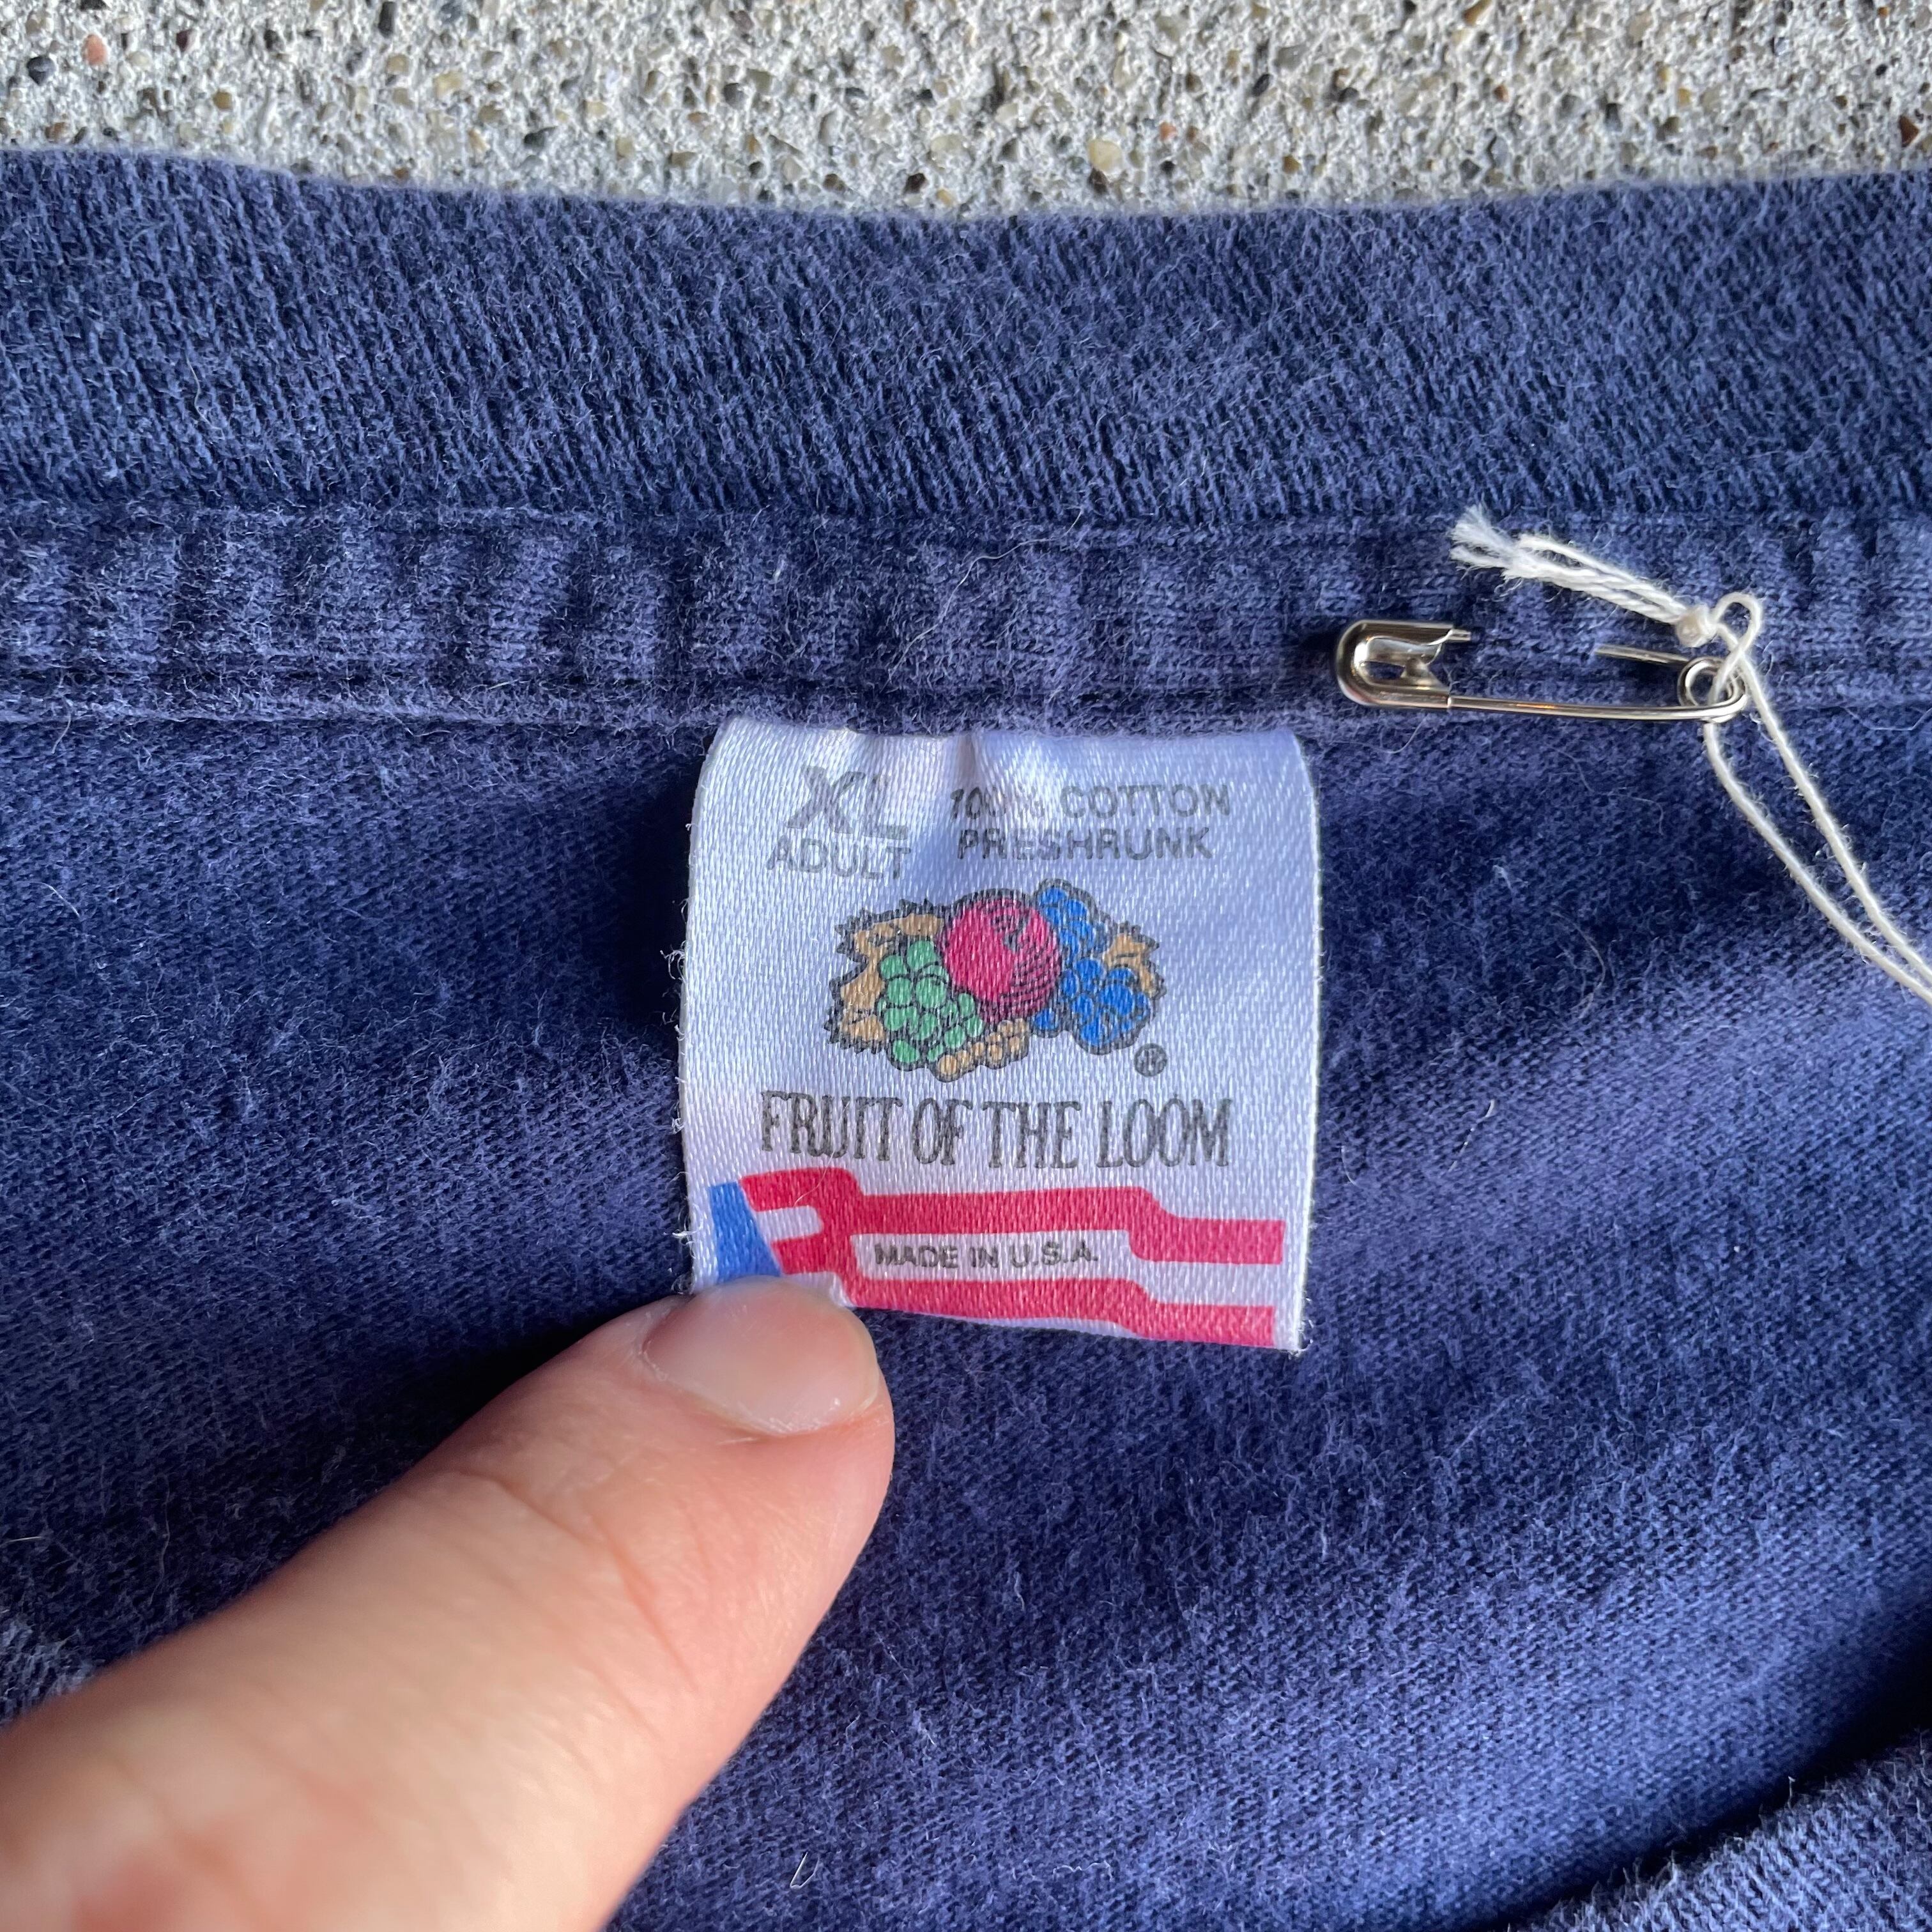 XL
ADULT
100% COTTON
PRESHRUNK
®
FRUIT OF THE LOOM
MADE IN U.S.A.